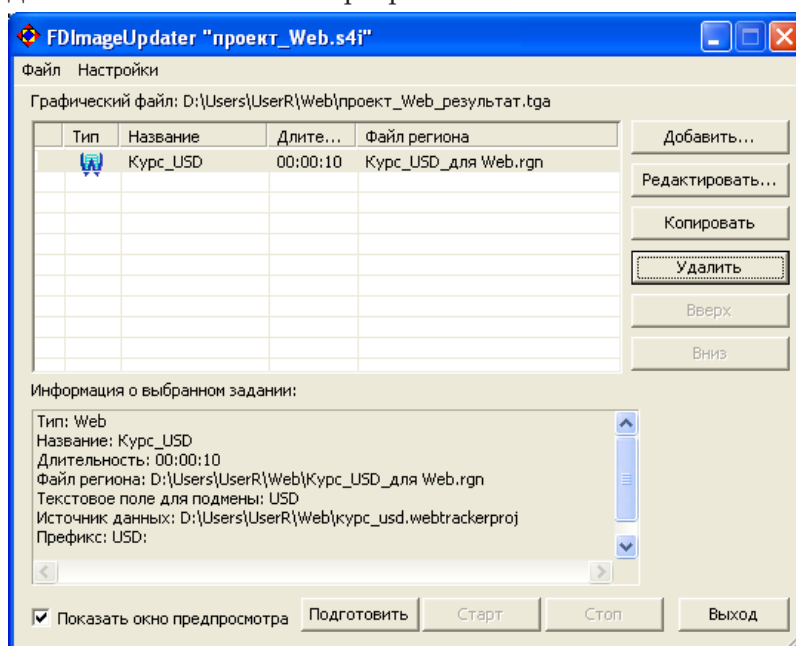 FDImageUpdater "проект_Web.s4i"
Файл Настройки
Графический файл: D:\Users\UserR\Web\проект_Web_результат.tga
Тип Название Длите... Файл региона
Курс_USD 00:00:10 Курс_USD_для Web.rgn
Добавить...
Редактировать...
Копировать
Удалить
Вверх
Вниз
Информация о выбранном задании:
Тип: Web
Название: Курс_USD
Длительность: 00:00:10
Файл региона: D:\Users\UserR\Web\Курс_USD_для Web.rgn
Текстовое поле для подмены: USD
Источник данных: D:\Users\UserR\Web\курс_usd.webtrackerproj
Префикс: USD:
Показать окно предпросмотра Подготовить Старт Стоп Выход